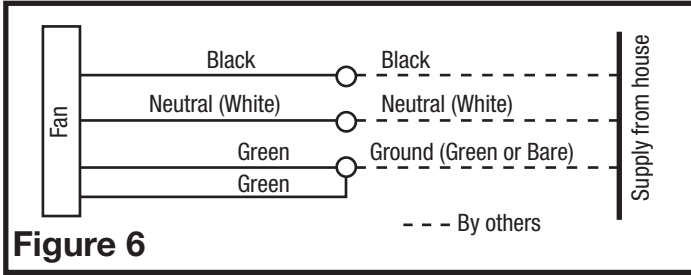 Black Black
Neutral (White) Neutral (White)
Fan
Green Ground (Green or Bare)
Green
Supply from house
By others
Figure 6